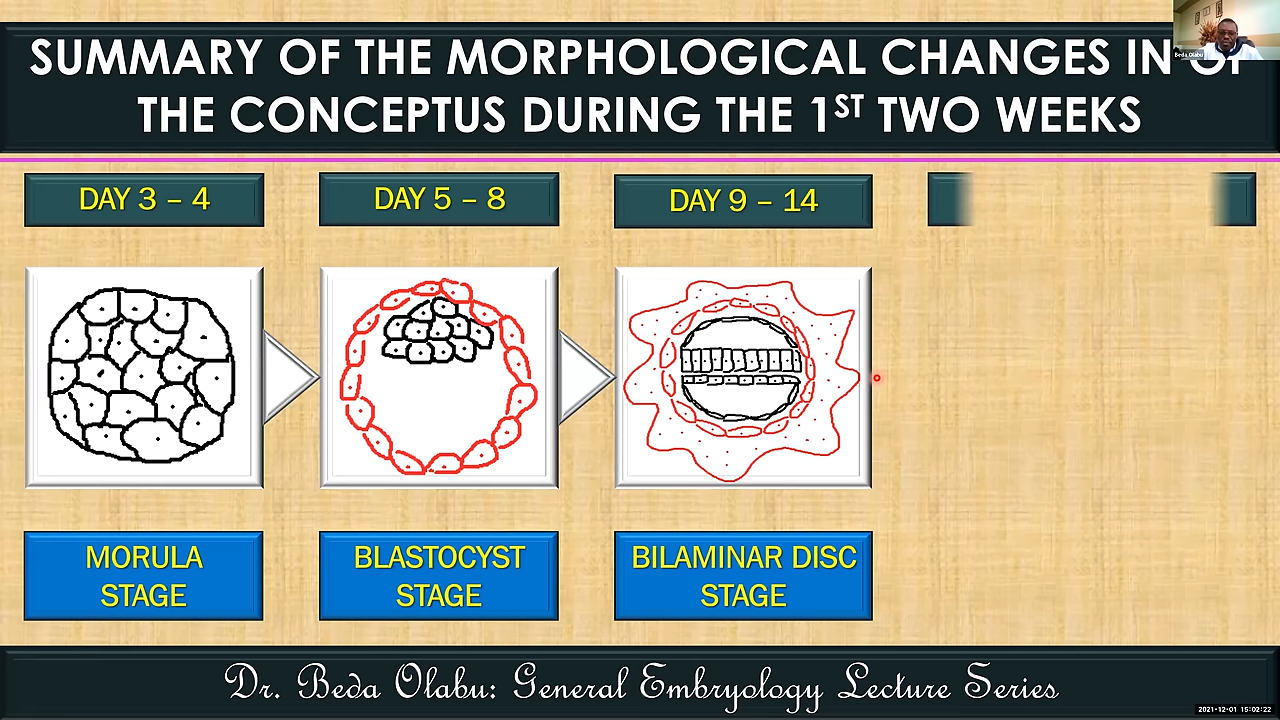 SUMMARY OF THE MORPHOLOGICAL CHANGES IN OF
THE CONCEPTUS DURING THE 1ST TWO WEEKS
DAY 3 – 4
DAY 5 – 8
DAY 9 – 14
MORULA
STAGE
BLASTOCYST
STAGE
BILAMINAR DISC
STAGE
Dr. Beda Olabu: General Embryology Lecture Series
Beda Olabu
2021-12-01 15:02:22